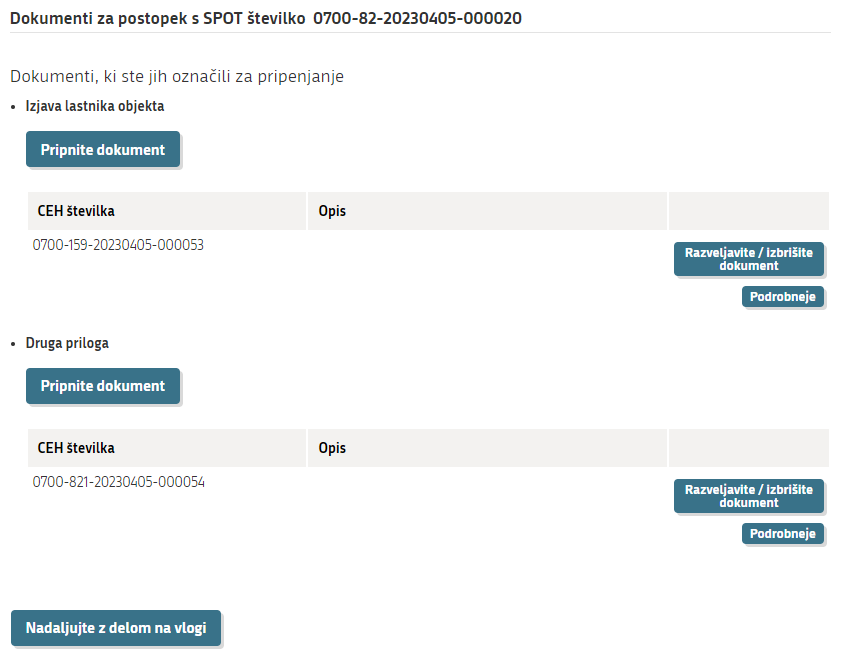 Dokumenti za postopek s SPOT številko 0700-82-20230405-000020
Dokumenti, ki ste jih označili za pripenjanje
• Izjava lastnika objekta
Pripnite dokument
CEH številka Opis
0700-159-20230405-000053
Razveljavite / izbrišite
dokument
Podrobneje
• Druga priloga
Pripnite dokument
CEH številka Opis
0700-821-20230405-000054
Razveljavite / izbrišite
dokument
Podrobneje
Nadaljujte z delom na vlogi